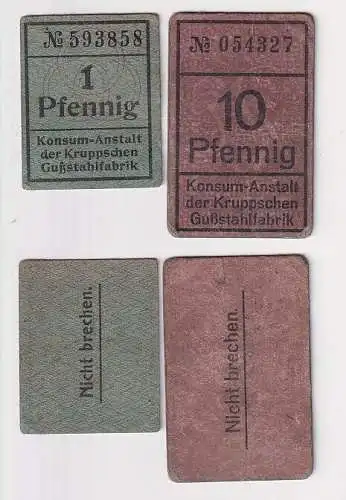 № 593858
1
Pfennig
Konsum-Anstalt
der Kruppschen
Gußstahlfabrik
№ 054327
10
Pfennig
Konsum-Anstalt
der Kruppschen
Gußstahlfabrik
Nicht brechen.
Nicht brechen.